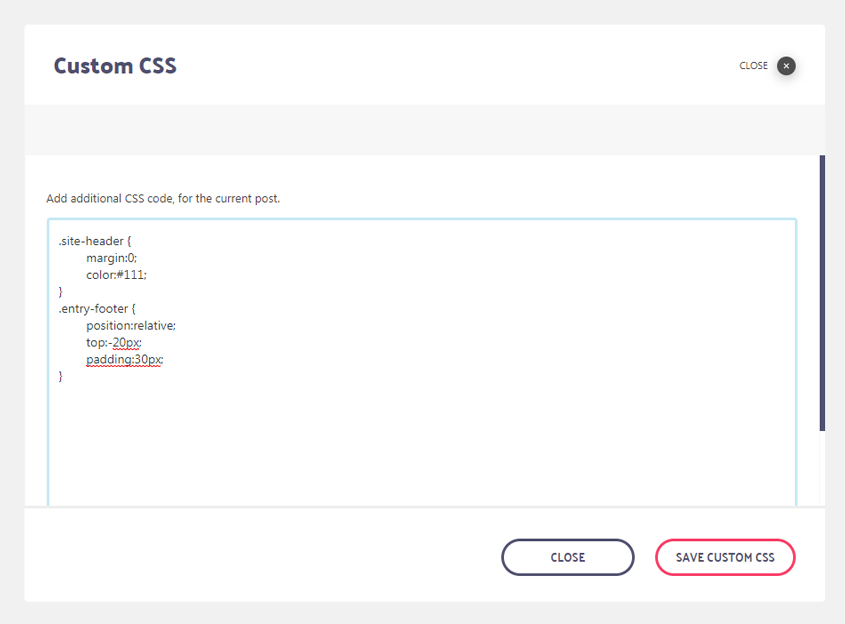 Custom CSS
CLOSE
Add additional CSS code, for the current post.
.site-header {
margin:0;
color:#111;
}
.entry-footer {
position:relative;
top:-20px;
padding:30px;
}
CLOSE
SAVE CUSTOM CSS